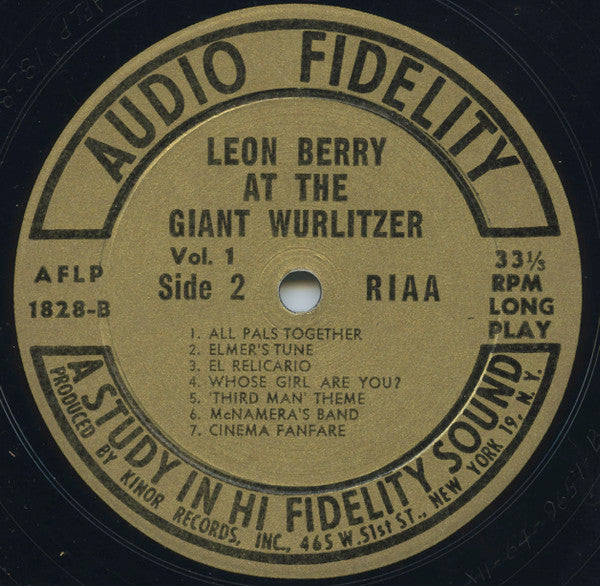 AUDIO FIDELITY
LEON BERRY
AT THE
GIANT WURLITZER
Vol. 1
Side 2
RIAA
AFLP
1828-B
33⅓
RPM
LONG
PLAY
1. ALL PALS TOGETHER
2. ELMER'S TUNE
3. EL RELICARIO
4. WHOSE GIRL ARE YOU?
5. 'THIRD MAN' THEME
6. McNAMERA'S BAND
7. CINEMA FANFARE
A STUDY IN HI FIDELITY SOUND
PRODUCED BY KINOR RECORDS, INC., 465 W. 51st ST., NEW YORK 19, N. Y.